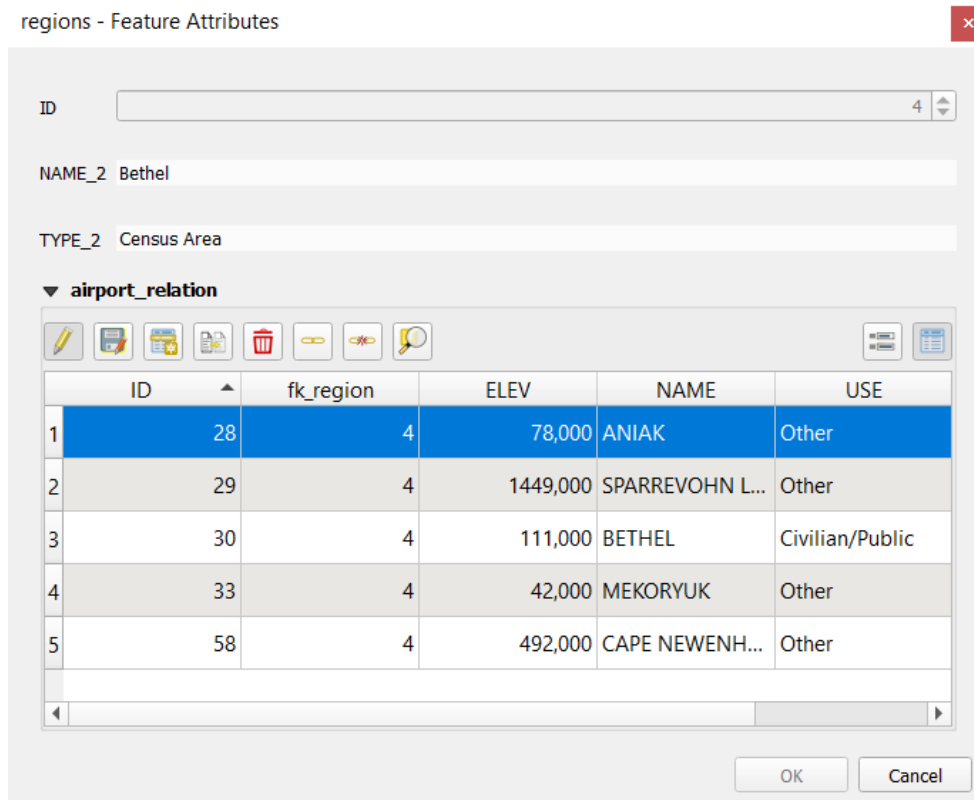 regions - Feature Attributes
ID 4
NAME_2 Bethel
TYPE_2 Census Area
airport_relation
ID fk_region ELEV NAME USE
1 28 4 78,000 ANIAK Other
2 29 4 1449,000 SPARREVOHN L... Other
3 30 4 111,000 BETHEL Civilian/Public
4 33 4 42,000 MEKORYUK Other
5 58 4 492,000 CAPE NEWENH... Other
OK Cancel